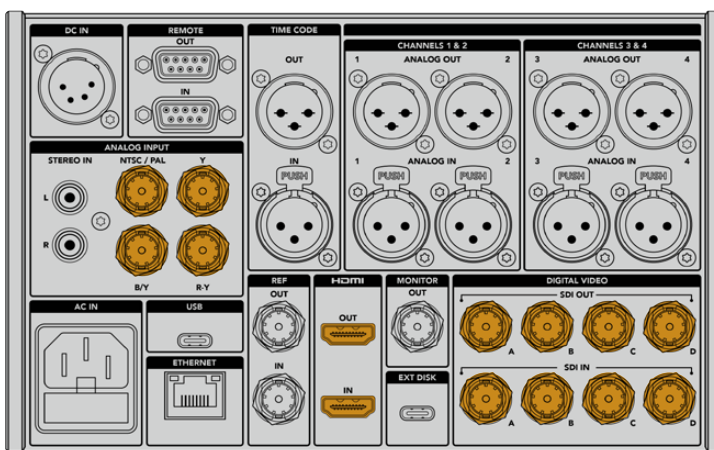 DC IN
REMOTE
OUT
IN
TIME CODE
OUT
IN
CHANNELS 1 & 2
1 ANALOG OUT 2
PUSH PUSH
1 ANALOG IN 2
CHANNELS 3 & 4
3 ANALOG OUT 4
3 ANALOG IN 4
PUSH PUSH
PUSH
ANALOG INPUT
STEREO IN NTSC / PAL Y
L
R
B/Y R-Y
AC IN
USB
ETHERNET
REF
OUT
IN
HDMI
OUT
IN
MONITOR
OUT
EXT DISK
DIGITAL VIDEO
SDI OUT
A B C D
SDI IN
A B C D